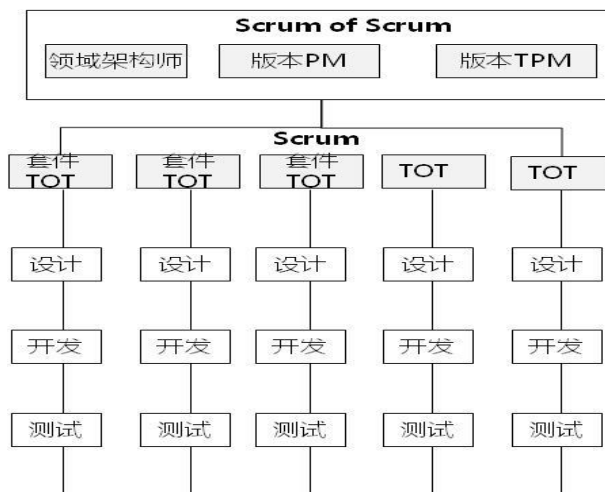 Scrum of Scrum
领域架构师 版本PM 版本TPM
Scrum
套件 套件 套件
TOT TOT TOT TOT TOT
设计 设计 设计 设计 设计
开发 开发 开发 开发 开发
测试 测试 测试 测试 测试